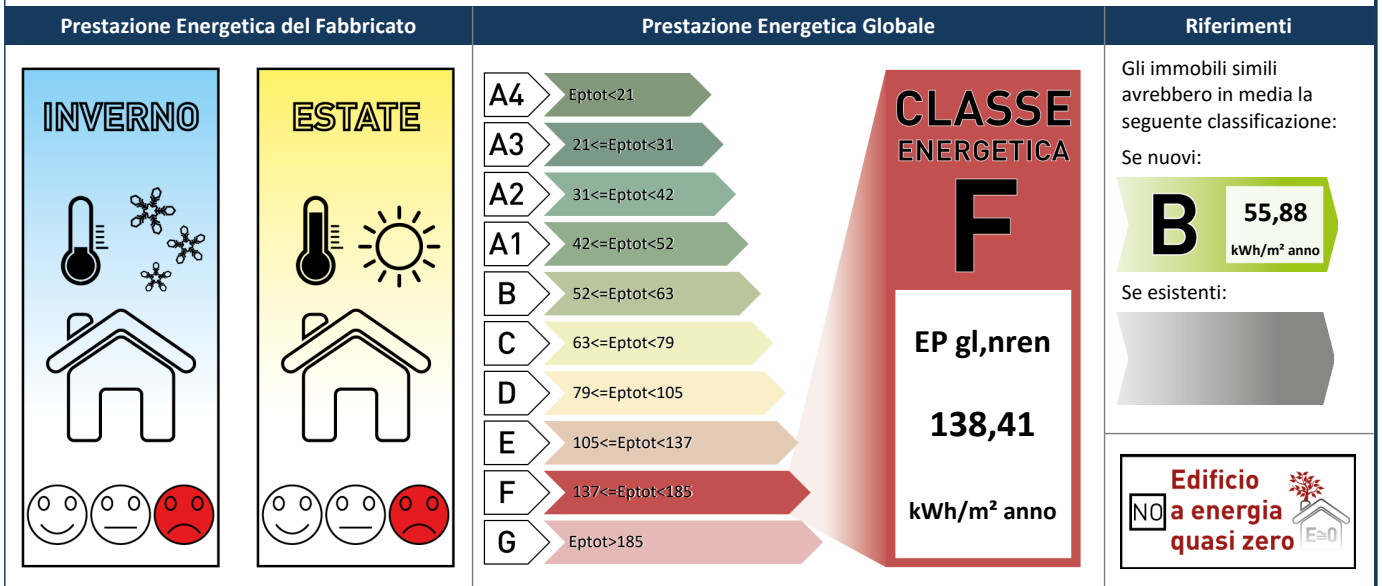 Prestazione Energetica del Fabbricato
Prestazione Energetica Globale
Riferimenti
INVERNO
ESTATE
A4 Eptot<21
A3 21<=Eptot<31
A2 31<=Eptot<42
A1 42<=Eptot<52
B 52<=Eptot<63
C 63<=Eptot<79
D 79<=Eptot<105
E 105<=Eptot<137
F 137<=Eptot<185
G Eptot>185
CLASSE
ENERGETICA
F
EP gl,nren
138,41
kWh/m² anno
Gli immobili simili
avrebbero in media la
seguente classificazione:
Se nuovi:
B 55,88
kWh/m² anno
Se esistenti:
Edificio
NO a energia
quasi zero E≅0